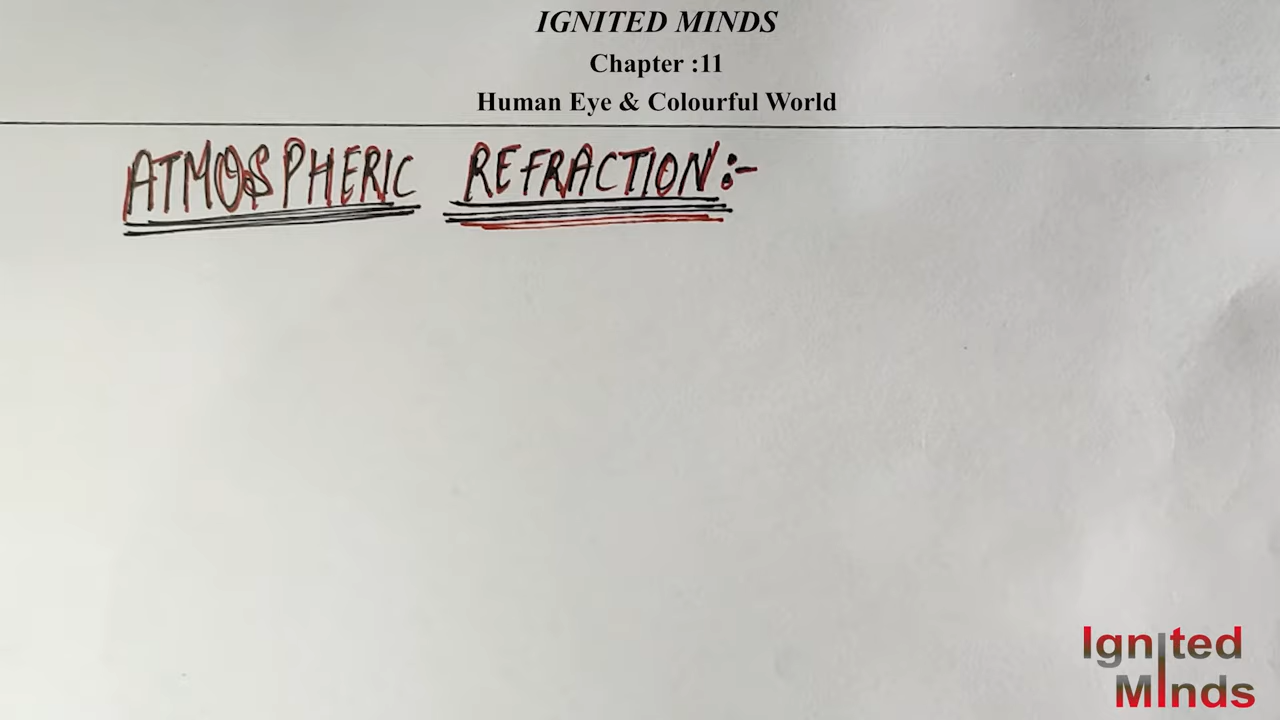 IGNITED MINDS
Chapter :11
Human Eye & Colourful World
ATMOSPHERIC REFRACTION:-
Ignited
Minds